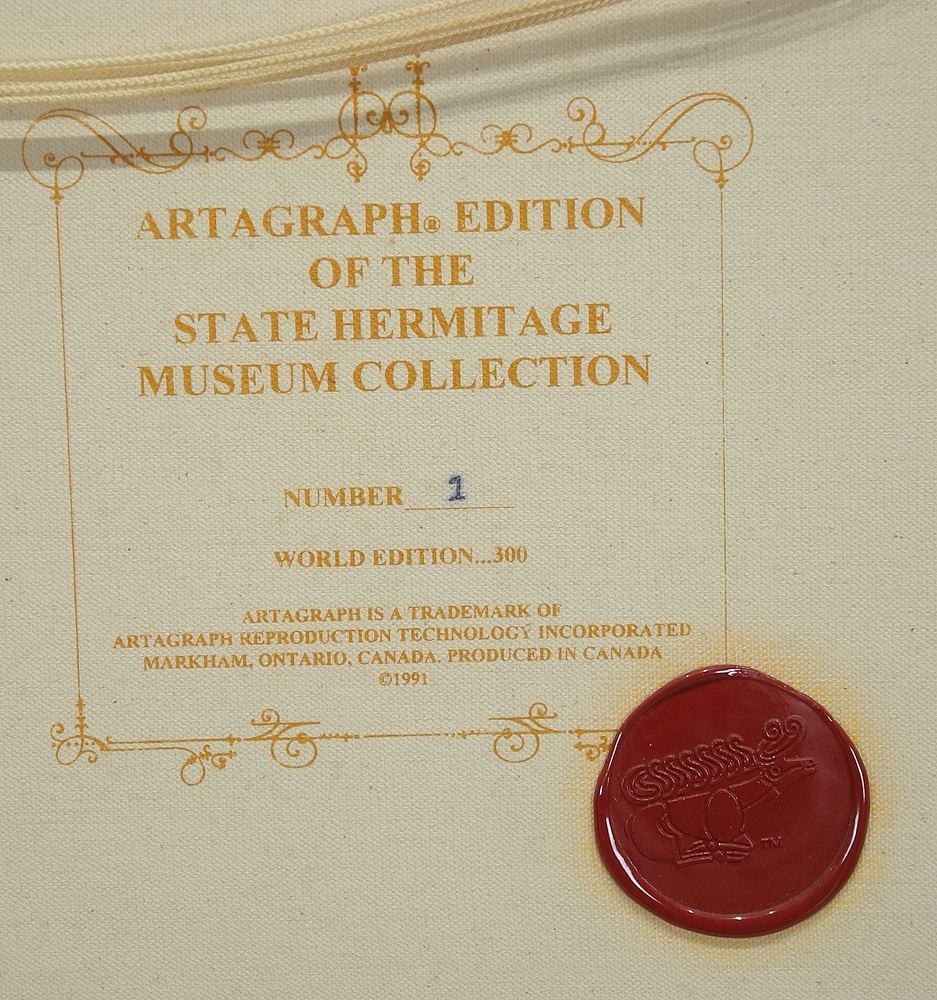 ARTAGRAPH® EDITION
OF THE
STATE HERMITAGE
MUSEUM COLLECTION
NUMBER 1
WORLD EDITION...300
ARTAGRAPH IS A TRADEMARK OF
ARTAGRAPH REPRODUCTION TECHNOLOGY INCORPORATED
MARKHAM, ONTARIO, CANADA. PRODUCED IN CANADA
©1991
TM